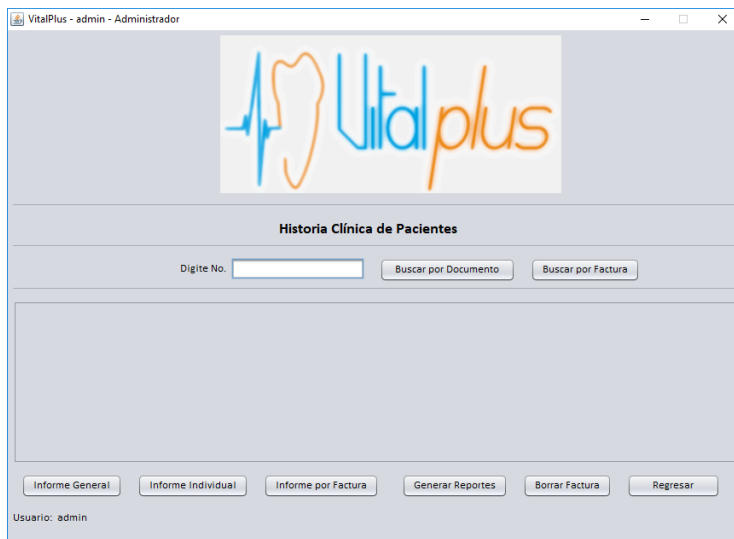 VitalPlus - admin - Administrador
Vitalplus
Historia Clínica de Pacientes
Digite No. Buscar por Documento Buscar por Factura
Informe General Informe Individual Informe por Factura Generar Reportes Borrar Factura Regresar
Usuario: admin